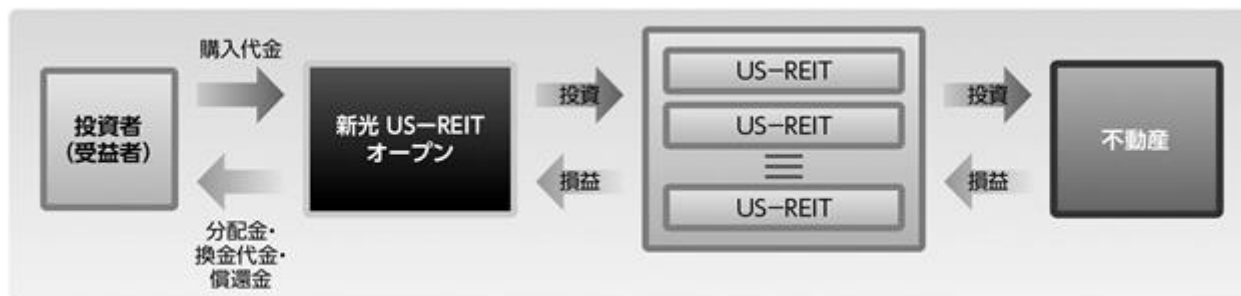 購入代金
投資者
(受益者)
分配金・
換金代金・
償還金
新光 US-REIT
オープン
投資
損益
US-REIT
US-REIT
US-REIT
投資
損益
不動産